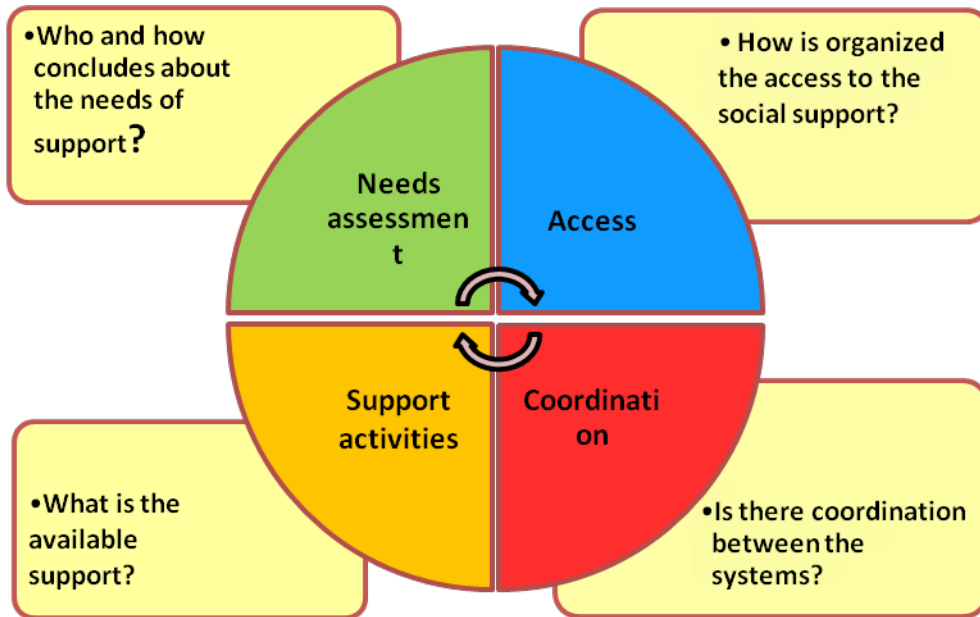 •Who and how
concludes about
the needs of
support?
• How is organized
the access to the
social support?
Needs
assessmen
t
Access
Support
activities
Coordinati
on
•What is the
available
support?
•Is there coordination
between the
systems?